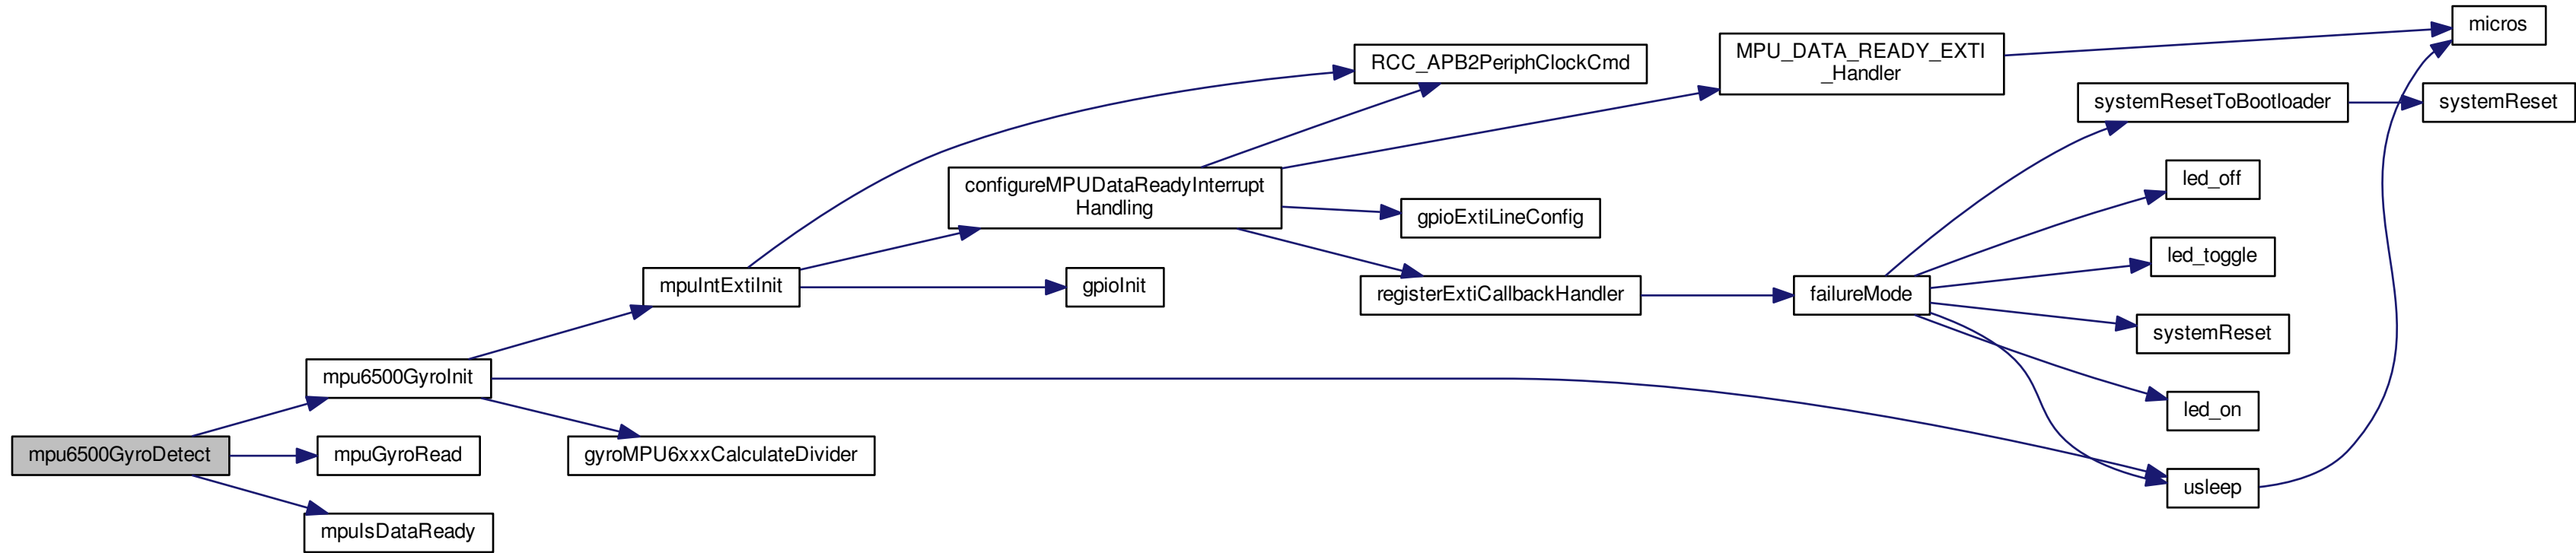 micros
RCC_APB2PeriphClockCmd
MPU_DATA_READY_EXTI
_Handler
systemResetToBootloader
systemReset
led_off
configureMPUDataReadyInterrupt
Handling
gpioExtiLineConfig
led_toggle
mpuIntExtiInit
gpioInit
registerExtiCallbackHandler
failureMode
systemReset
mpu6500GyroInit
led_on
mpu6500GyroDetect
mpuGyroRead
gyroMPU6xxxCalculateDivider
usleep
mpuIsDataReady